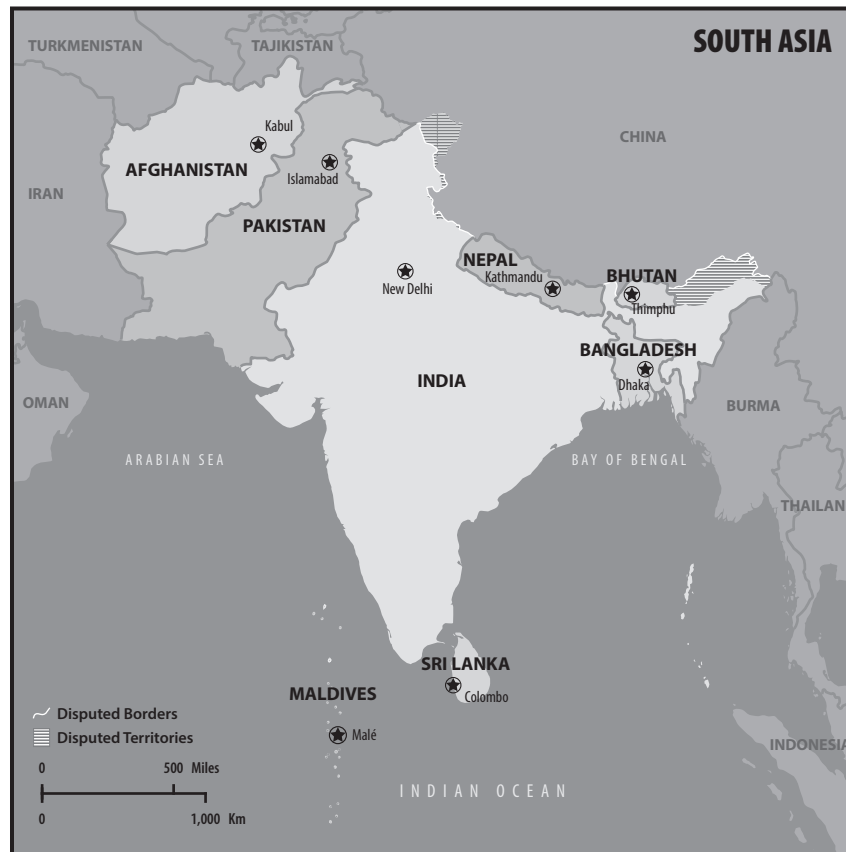 SOUTH ASIA
TURKMENISTAN
TAJIKISTAN
Kabul
CHINA
AFGHANISTAN
Islamabad
IRAN
PAKISTAN
NEPAL
Kathmandu
BHUTAN
New Delhi
Thimphu
BANGLADESH
INDIA
Dhaka
OMAN
BURMA
ARABIAN SEA
BAY OF BENGAL
THAILAN
SRI LANKA
MALDIVES
Colombo
Disputed Borders
Malé
Disputed Territories
INDONESIA
0 500 Miles
INDIAN OCEAN
0 1,000 Km